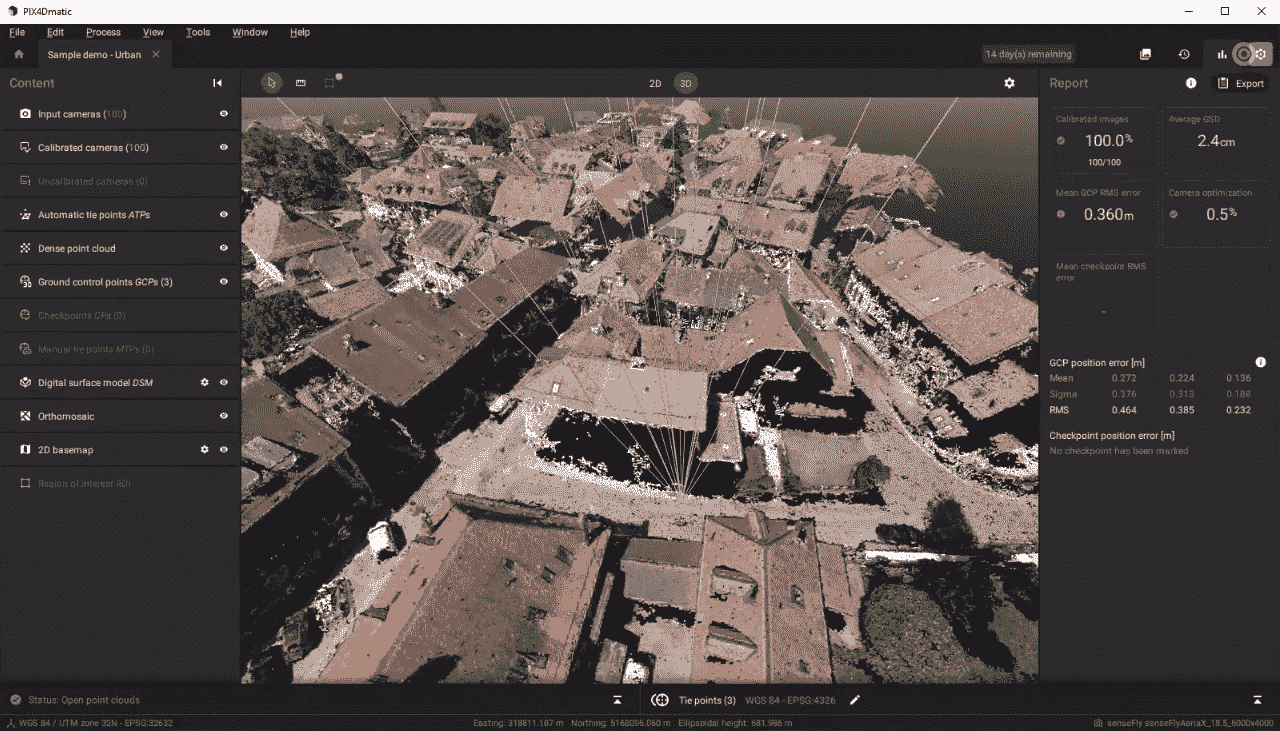 PIX4Dmatic
File Edit Process View Tools Window Help
Sample demo - Urban
14 day(s) remaining
Content
2D 3D
Report
Export
Input cameras (100)
Calibrated cameras (100)
Uncalibrated cameras (0)
Automatic tie points ATPs
Dense point cloud
Ground control points GCPs (3)
Checkpoints CPs (0)
Manual tie points MTPs (0)
Digital surface model DSM
Orthomosaic
2D basemap
Region of interest ROI
Calibrated images
100.0%
100/100
Average GSD
2.4cm
Mean GCP RMS error
0.360m
Camera optimization
0.5%
Mean checkpoint RMS
error
-
GCP position error [m]
Mean 0.272 0.224 0.136
Sigma 0.376 0.313 0.188
RMS 0.464 0.385 0.232
Checkpoint position error [m]
No checkpoint has been marked
Status: Open point clouds
Tie points (3) WGS 84 - EPSG:4326
WGS 84 / UTM zone 32N - EPSG:32632
Easting: 318811.187 m Northing: 5168096.060 m Ellipsoidal height: 681.986 m
senseFly senseFlyAeriaX_18.5_6000x4000